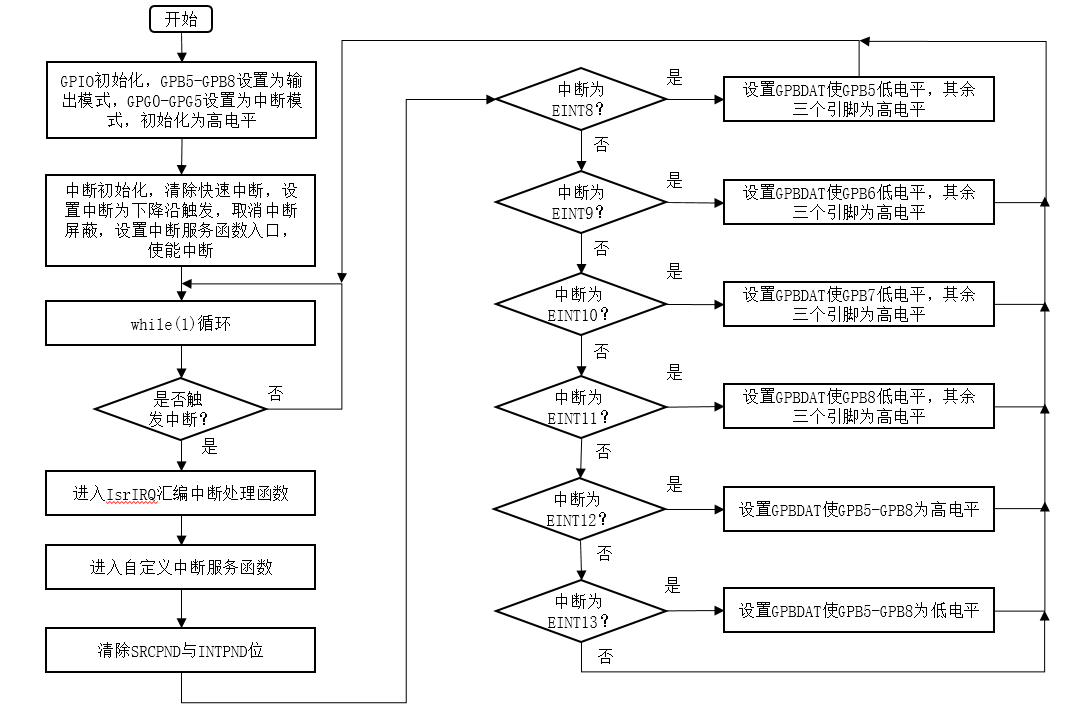 开始
GPIO初始化，GPB5-GPB8设置为输
出模式，GPG0-GPG5设置为中断模
式，初始化为高电平
中断初始化，清除快速中断，设
置中断为下降沿触发，取消中断
屏蔽，设置中断服务函数入口，
使能中断
while(1)循环
是否触
发中断？
否
是
进入IsrIRQ汇编中断处理函数
进入自定义中断服务函数
清除SRCPND与INTPND位
中断为
EINT8？
是
设置GPBDAT使GPB5低电平，其余
三个引脚为高电平
否
中断为
EINT9？
是
设置GPBDAT使GPB6低电平，其余
三个引脚为高电平
否
中断为
EINT10？
是
设置GPBDAT使GPB7低电平，其余
三个引脚为高电平
否
中断为
EINT11？
是
设置GPBDAT使GPB8低电平，其余
三个引脚为高电平
否
中断为
EINT12？
是
设置GPBDAT使GPB5-GPB8为高电平
否
中断为
EINT13？
是
设置GPBDAT使GPB5-GPB8为低电平
否